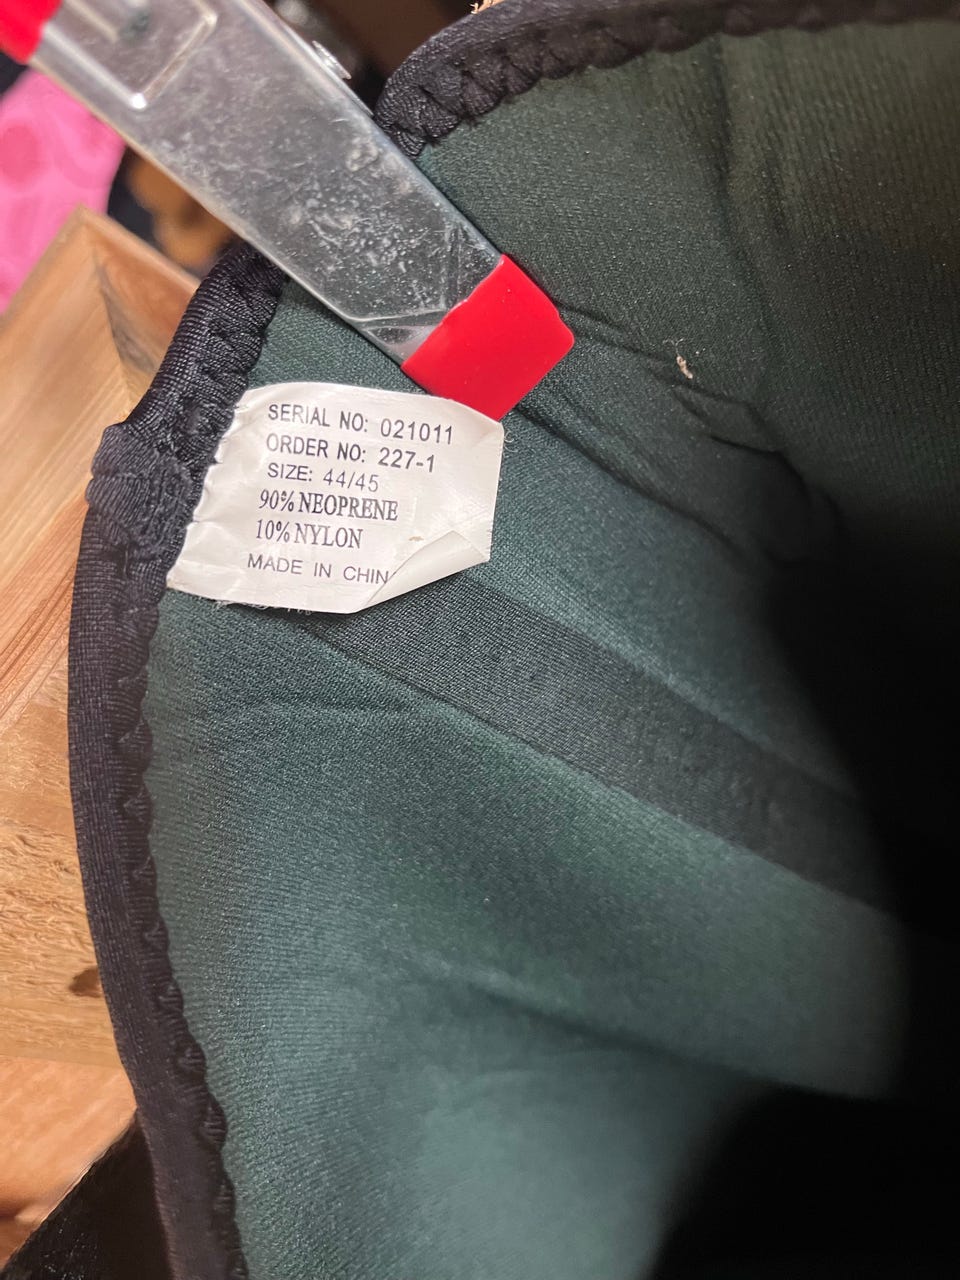 SERIAL NO: 021011
ORDER NO: 227-1
SIZE: 44/45
90% NEOPRENE
10% NYLON
MADE IN CHIN